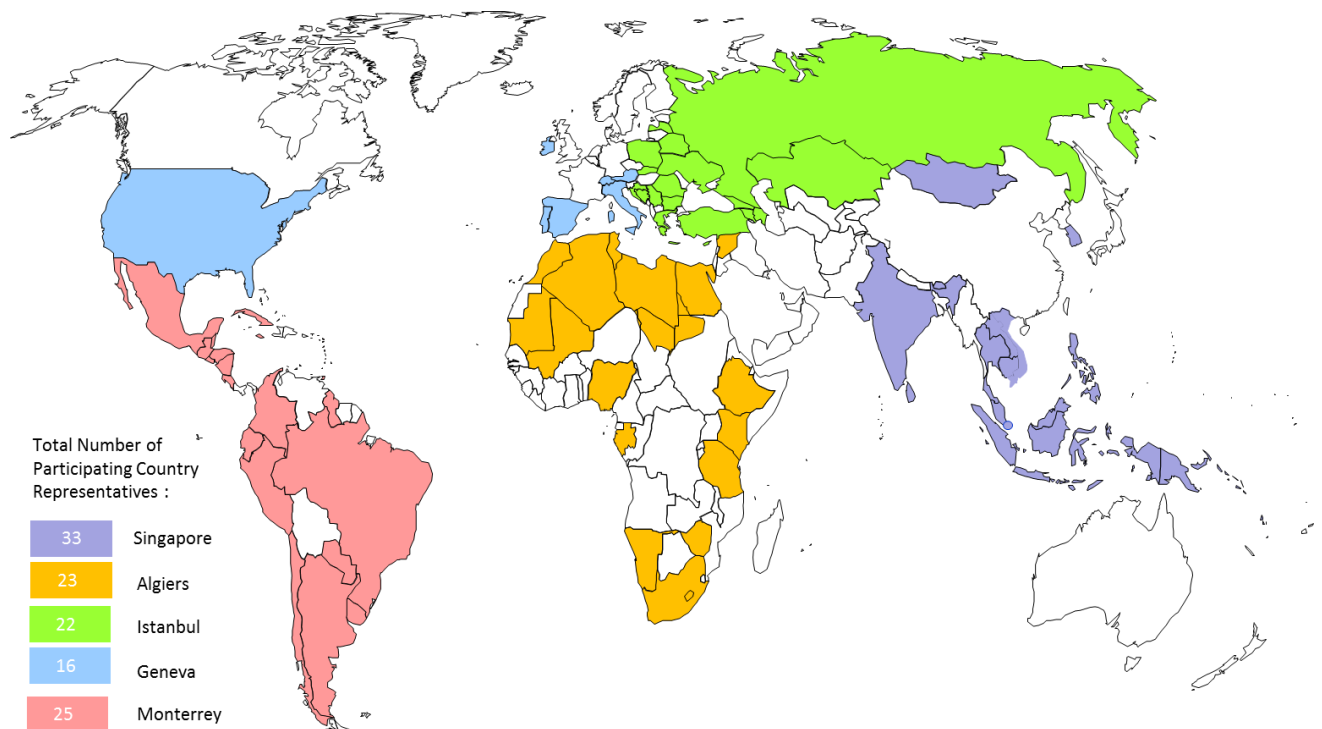 Total Number of
Participating Country
Representatives :
33 Singapore
23 Algiers
22 Istanbul
16 Geneva
25 Monterrey